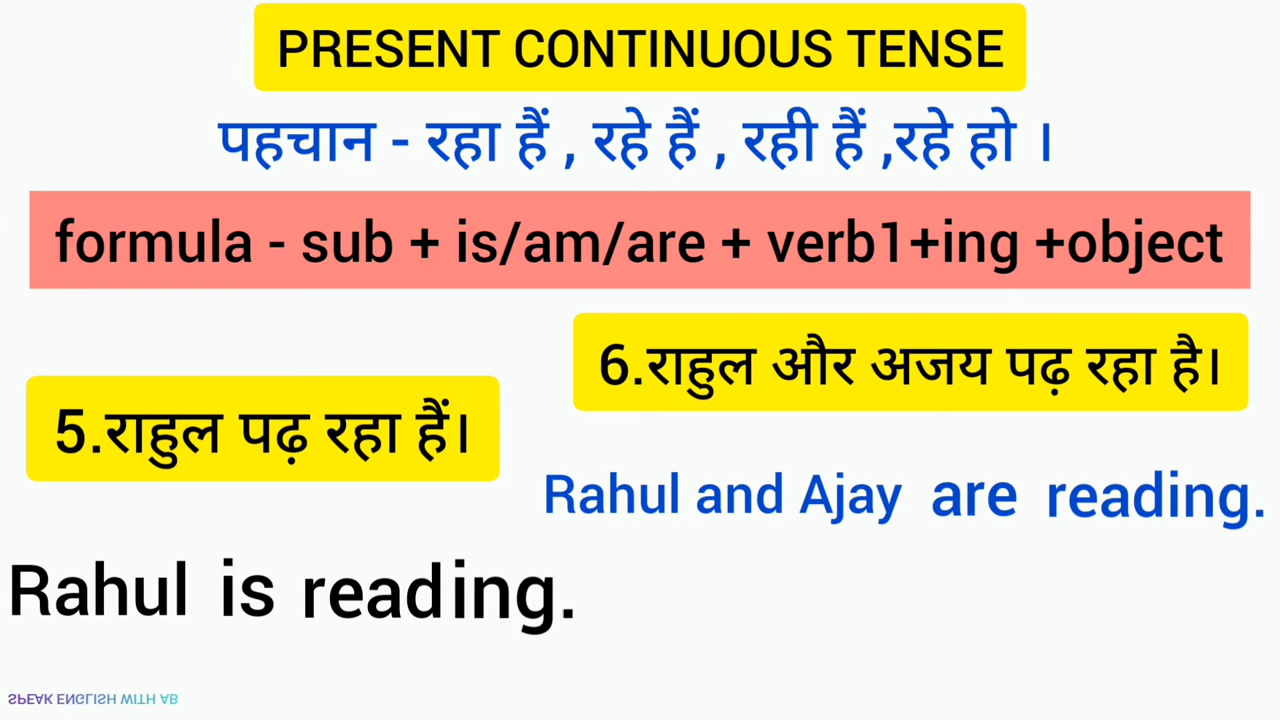 PRESENT CONTINUOUS TENSE
पहचान - रहा हैं , रहे हैं , रही हैं ,रहे हो ।
formula - sub + is/am/are + verb1+ing +object
5.राहुल पढ़ रहा हैं।
Rahul is reading.
6.राहुल और अजय पढ़ रहा है।
Rahul and Ajay are reading.
SPEAK ENGLISH WITH AB